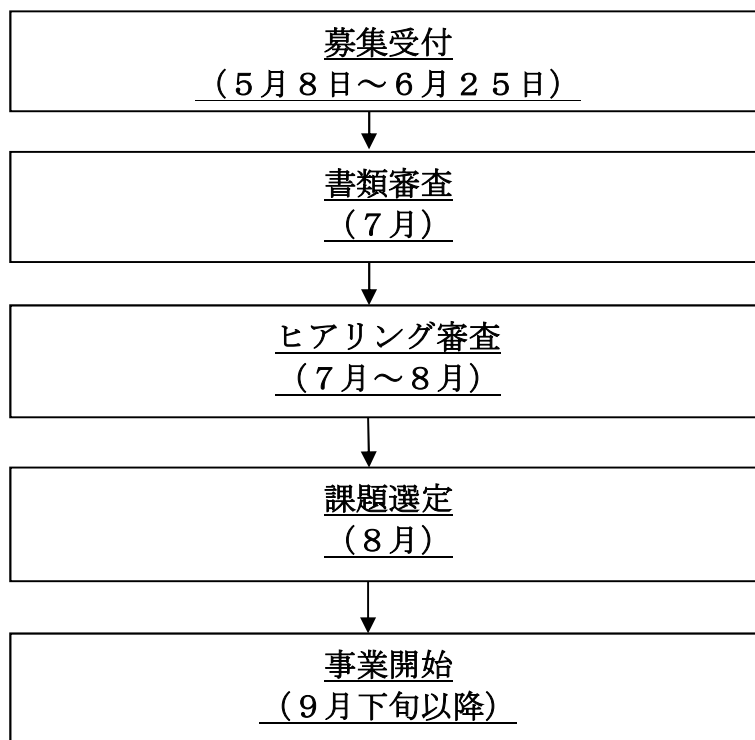 募集受付
（５月８日～６月２５日）
書類審査
（７月）
ヒアリング審査
（７月～８月）
課題選定
（８月）
事業開始
（９月下旬以降）